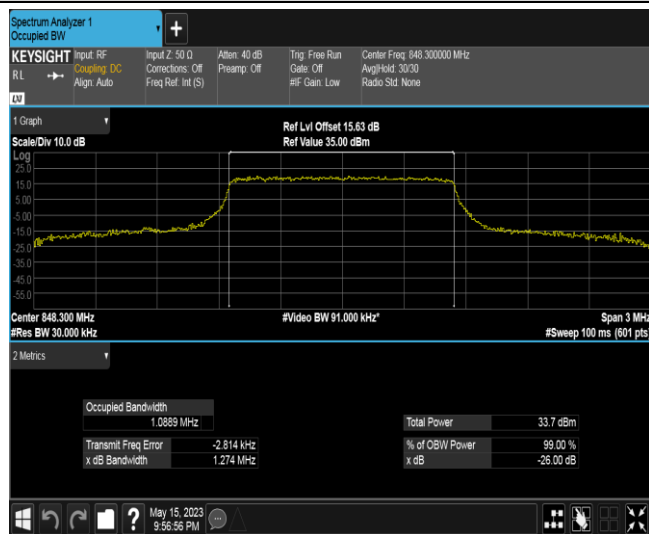 Spectrum Analyzer 1
Occupied BW
+
KEYSIGHT
RL
Input: RF
Coupling: DC
Align: Auto
Input Z: 50 Ω
Corrections: Off
Freq Ref: Int (S)
Atten: 40 dB
Preamp: Off
Trig: Free Run
Gate: Off
#IF Gain: Low
Center Freq: 848.300000 MHz
Avg|Hold: 30/30
Radio Std: None
1 Graph
Scale/Div 10.0 dB
Ref Lvl Offset 15.63 dB
Ref Value 35.00 dBm
Log
25.0
15.0
5.00
-5.00
-15.0
-25.0
-35.0
-45.0
-55.0
Center 848.300 MHz
#Res BW 30.000 kHz
#Video BW 91.000 kHz*
Span 3 MHz
#Sweep 100 ms (601 pts)
2 Metrics
Occupied Bandwidth
1.0889 MHz
Transmit Freq Error -2.814 kHz
x dB Bandwidth 1.274 MHz
Total Power 33.7 dBm
% of OBW Power 99.00 %
x dB -26.00 dB
?
May 15, 2023
9:56:56 PM